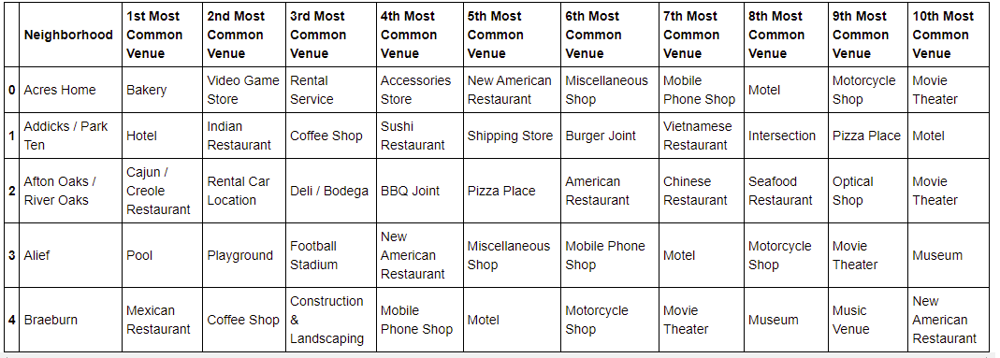 Neighborhood 1st Most Common Venue 2nd Most Common Venue 3rd Most Common Venue 4th Most Common Venue 5th Most Common Venue 6th Most Common Venue 7th Most Common Venue 8th Most Common Venue 9th Most Common Venue 10th Most Common Venue
0 Acres Home Bakery Video Game Store Rental Service Accessories Store New American Restaurant Miscellaneous Shop Mobile Phone Shop Motel Motorcycle Shop Movie Theater
1 Addicks / Park Ten Hotel Indian Restaurant Coffee Shop Sushi Restaurant Shipping Store Burger Joint Vietnamese Restaurant Intersection Pizza Place Motel
2 Afton Oaks / River Oaks Cajun / Creole Restaurant Rental Car Location Deli / Bodega BBQ Joint Pizza Place American Restaurant Chinese Restaurant Seafood Restaurant Optical Shop Movie Theater
3 Alief Pool Playground Football Stadium New American Restaurant Miscellaneous Shop Mobile Phone Shop Motel Motorcycle Shop Movie Theater Museum
4 Braeburn Mexican Restaurant Coffee Shop Construction & Landscaping Mobile Phone Shop Motel Motorcycle Shop Movie Theater Museum Music Venue New American Restaurant